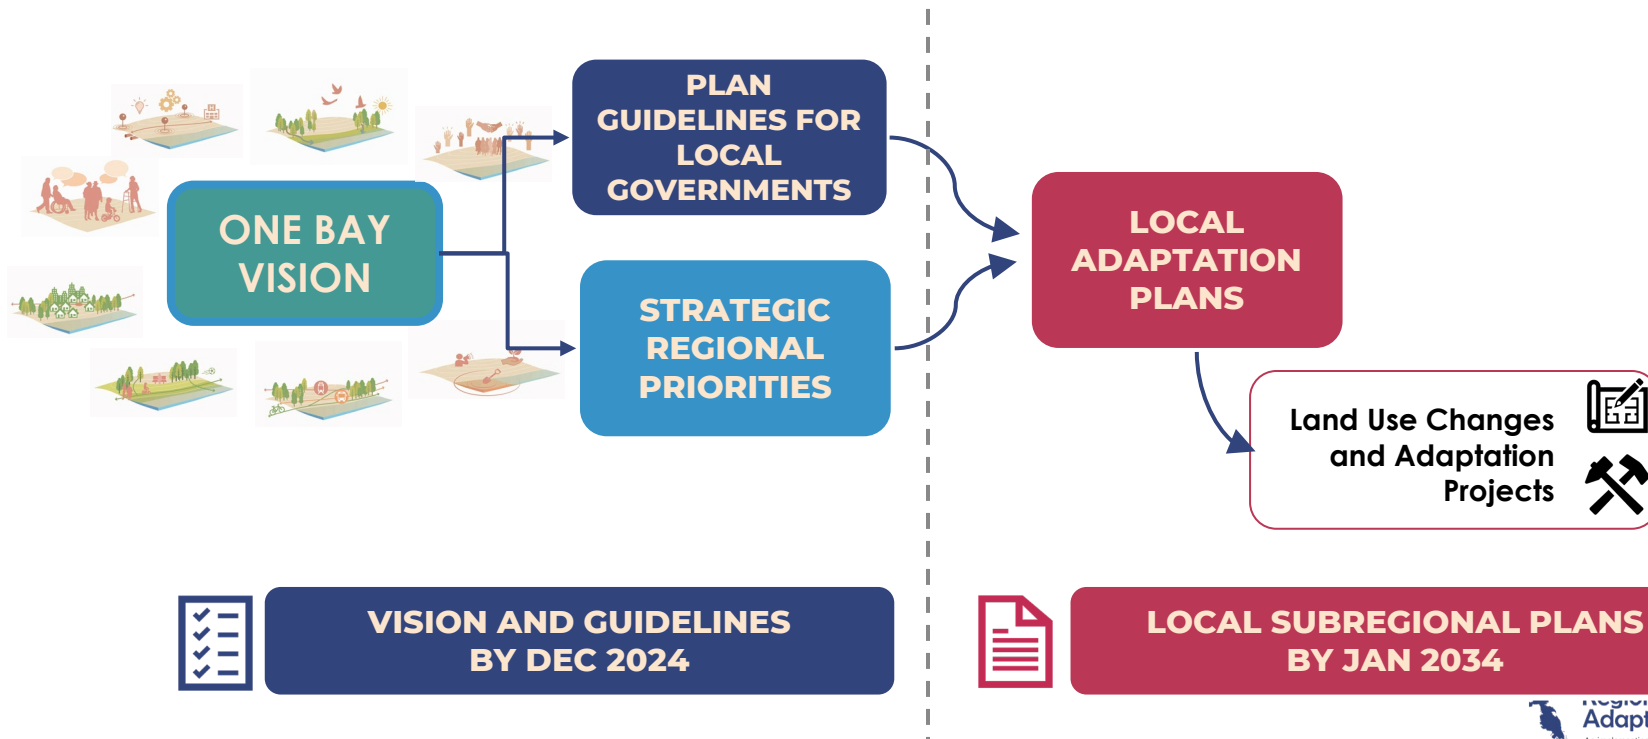 PLAN
GUIDELINES FOR
LOCAL
GOVERNMENTS
ONE BAY
VISION
STRATEGIC
REGIONAL
PRIORITIES
LOCAL
ADAPTATION
PLANS
Land Use Changes
and Adaptation
Projects
VISION AND GUIDELINES
BY DEC 2024
LOCAL SUBREGIONAL PLANS
BY JAN 2034
Adapt